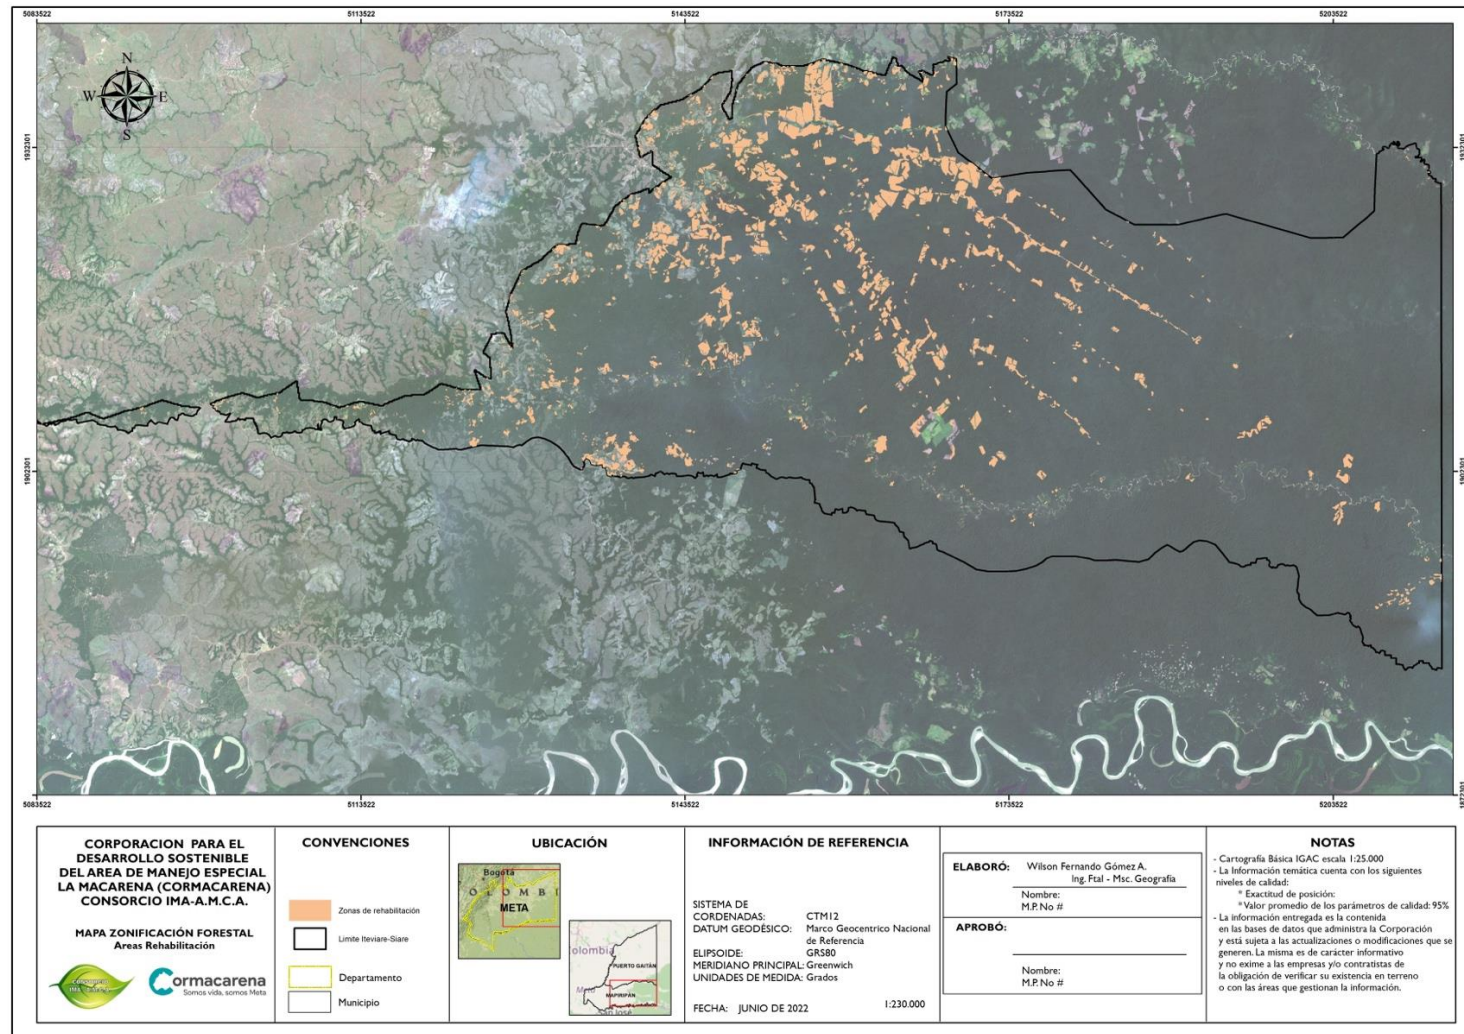 5083522
5113522
5143522
5173522
5203522
N
W
E
S
1932301
1932301
1902301
1902301
1872301
5083522
5113522
5143522
5173522
5203522
CORPORACION PARA EL
DESARROLLO SOSTENIBLE
DEL AREA DE MANEJO ESPECIAL
LA MACARENA (CORMACARENA)
CONSORCIO IMA-A.M.C.A.
MAPA ZONIFICACIÓN FORESTAL
Areas Rehabilitación
Cormacarena
Somos vida, somos Meta
CONVENCIONES
Zonas de rehabilitación
Limite Iteviare-Siare
Departamento
Municipio
UBICACIÓN
Bogotá
COLOMBI
META
olombia
PUERTO GAITÁN
Meta
MAPIRIPÁN
San José
INFORMACIÓN DE REFERENCIA
SISTEMA DE
CORDENADAS: CTM12
DATUM GEODÉSICO: Marco Geocentrico Nacional
de Referencia
ELIPSOIDE: GRS80
MERIDIANO PRINCIPAL: Greenwich
UNIDADES DE MEDIDA: Grados
FECHA: JUNIO DE 2022 1:230.000
ELABORÓ: Wilson Fernando Gómez A.
Ing. Ftal - Msc. Geografia
Nombre:
M.P. No #
APROBÓ:
Nombre:
M.P. No #
NOTAS
- Cartografía Básica IGAC escala 1:25.000
- La Información temática cuenta con los siguientes
niveles de calidad:
* Exactitud de posición:
* Valor promedio de los parámetros de calidad: 95%
- La información entregada es la contenida
en las bases de datos que administra la Corporación
y está sujeta a las actualizaciones o modificaciones que se
generen. La misma es de carácter informativo
y no exime a las empresas y/o contratistas de
la obligación de verificar su existencia en terreno
o con las áreas que gestionan la información.